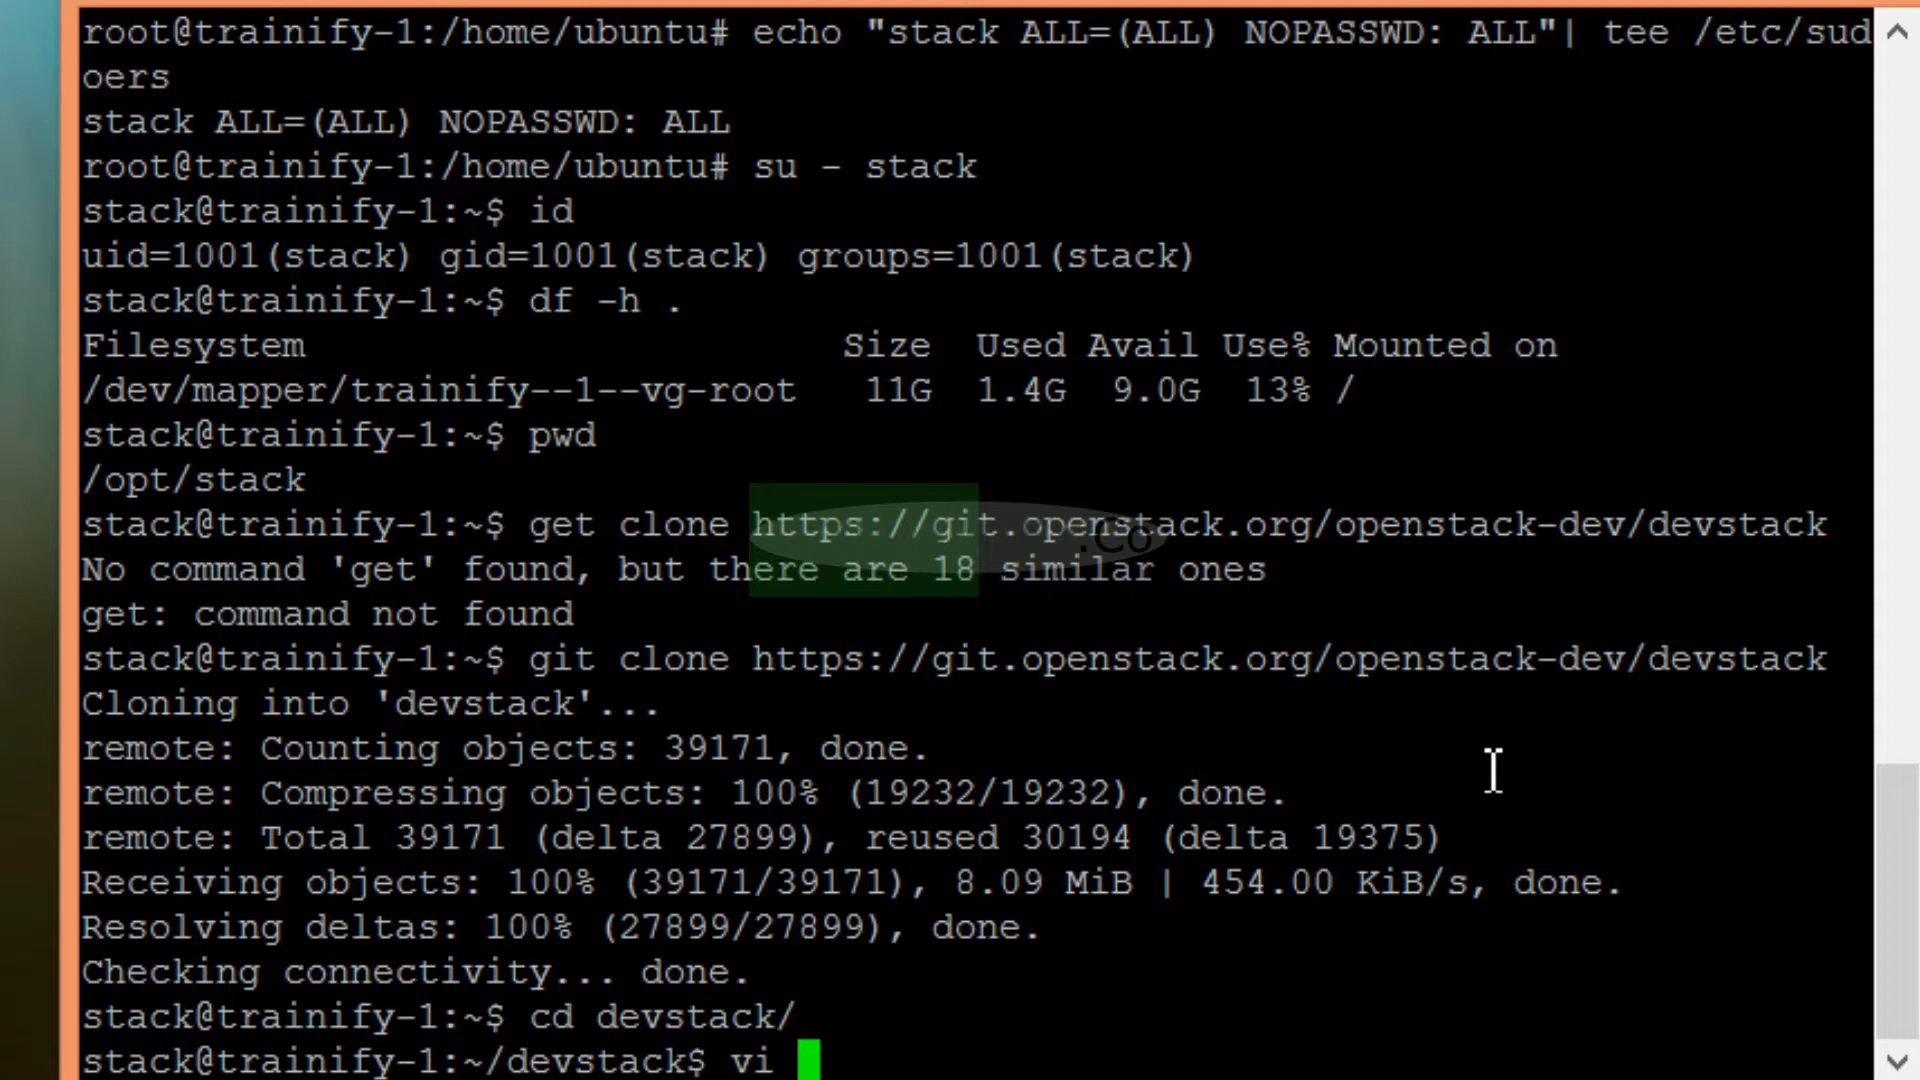 root@trainify-1:/home/ubuntu# echo "stack ALL=(ALL) NOPASSWD: ALL"| tee /etc/sud
oers
stack ALL=(ALL) NOPASSWD: ALL
root@trainify-1:/home/ubuntu# su - stack
stack@trainify-1:~$ id
uid=1001(stack) gid=1001(stack) groups=1001(stack)
stack@trainify-1:~$ df -h .
Filesystem                        Size  Used Avail Use% Mounted on
/dev/mapper/trainify--1--vg-root   11G  1.4G  9.0G  13% /
stack@trainify-1:~$ pwd
/opt/stack
stack@trainify-1:~$ get clone https://git.openstack.org/openstack-dev/devstack
.Co
No command 'get' found, but there are 18 similar ones
get: command not found
stack@trainify-1:~$ git clone https://git.openstack.org/openstack-dev/devstack
Cloning into 'devstack'...
remote: Counting objects: 39171, done.
remote: Compressing objects: 100% (19232/19232), done.
remote: Total 39171 (delta 27899), reused 30194 (delta 19375)
Receiving objects: 100% (39171/39171), 8.09 MiB | 454.00 KiB/s, done.
Resolving deltas: 100% (27899/27899), done.
Checking connectivity... done.
stack@trainify-1:~$ cd devstack/
stack@trainify-1:~/devstack$ vi